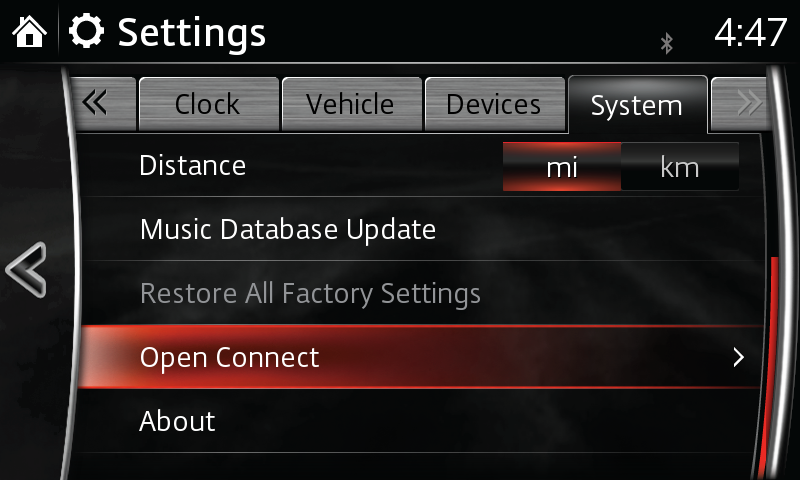 Settings 4:47
« Clock Vehicle Devices System »
Distance mi km
Music Database Update
Restore All Factory Settings
Open Connect >
About